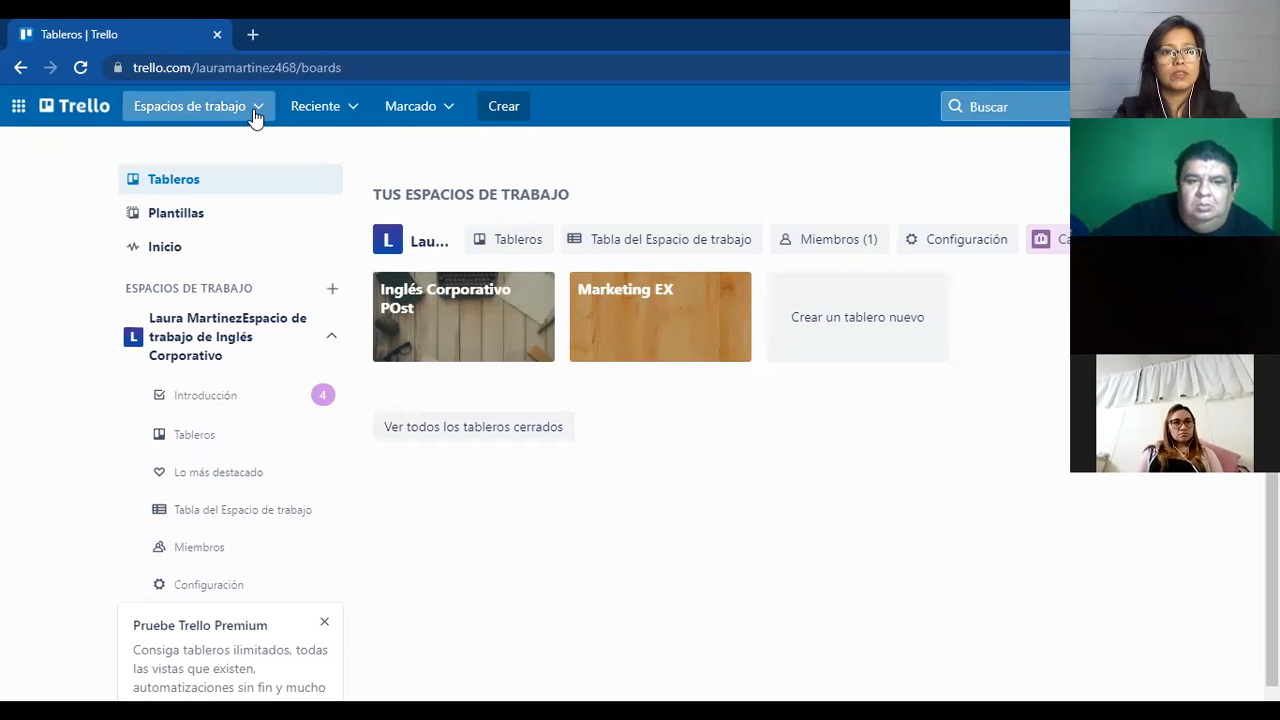 Tableros | Trello
trello.com/lauramartinez468/boards
Trello
Espacios de trabajo
Reciente
Marcado
Crear
Buscar
Tableros
Plantillas
Inicio
ESPACIOS DE TRABAJO
L
Laura MartinezEspacio de
trabajo de Inglés
Corporativo
Introducción
4
Tableros
Lo más destacado
Tabla del Espacio de trabajo
Miembros
Configuración
Pruebe Trello Premium
Consiga tableros ilimitados, todas
las vistas que existen,
automatizaciones sin fin y mucho
TUS ESPACIOS DE TRABAJO
L
Lau...
Tableros
Tabla del Espacio de trabajo
Miembros (1)
Configuración
Inglés Corporativo
POst
Marketing EX
Crear un tablero nuevo
Ver todos los tableros cerrados